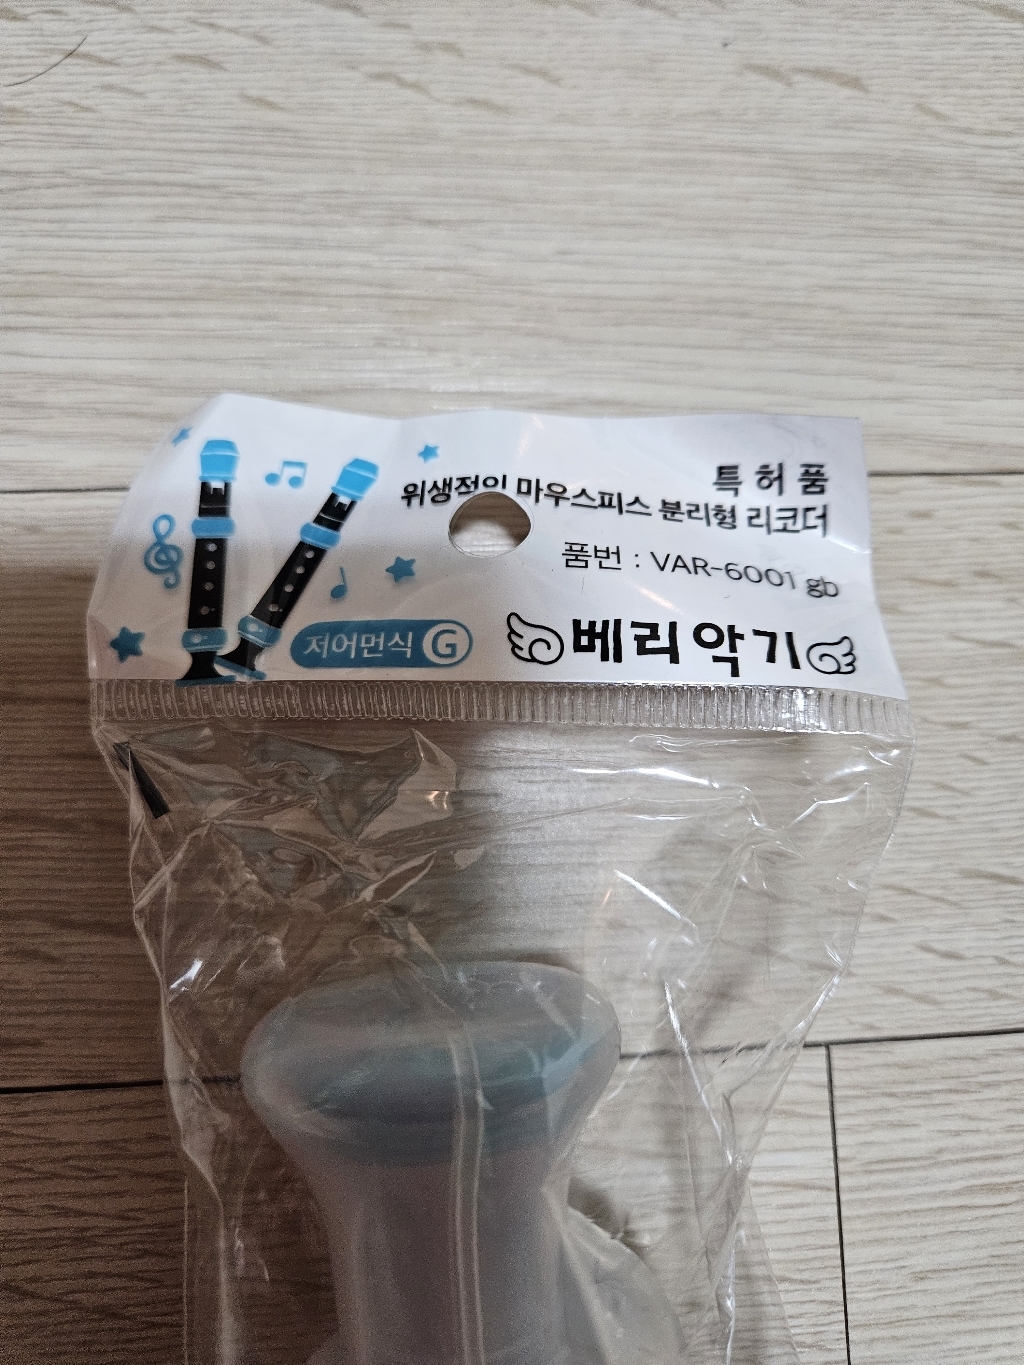 특허품
위생적인 마우스피스 분리형 리코더
품번 : VAR-6001 gb
저어먼식 G
베리악기